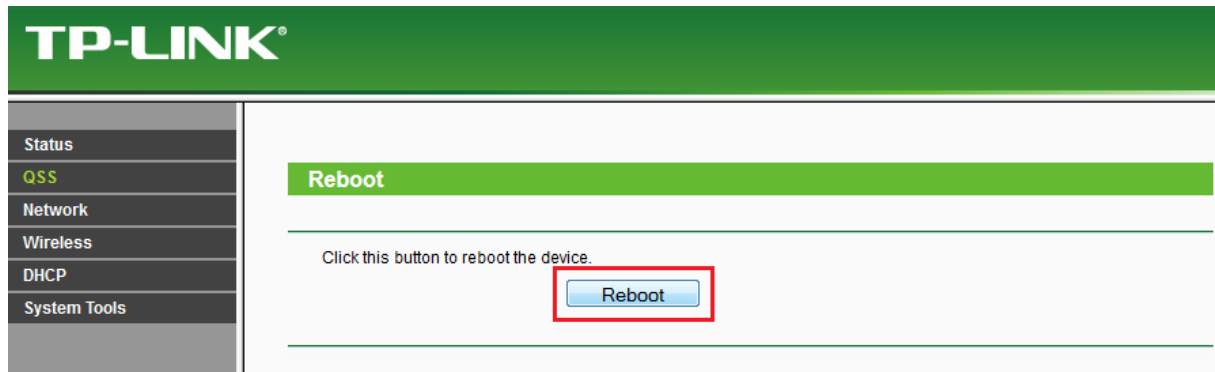 TP-LINK®
Status
QSS
Network
Wireless
DHCP
System Tools
Reboot
Click this button to reboot the device.
Reboot